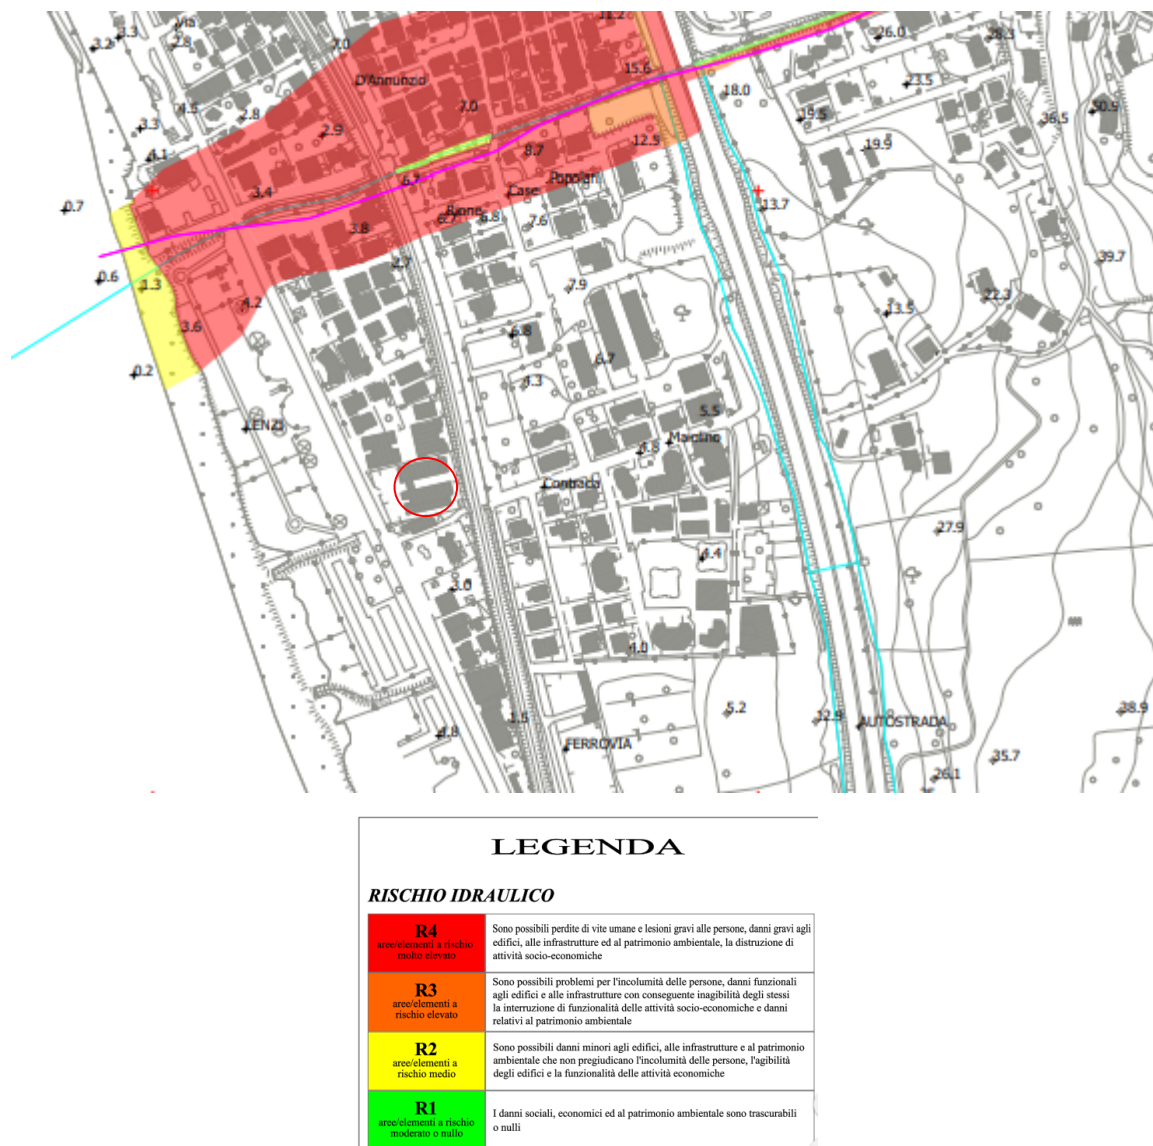 11.2
Via
3.3
3.2
2.8
7.0
26.0
28.3
15.6
D'Annunzio
23.5
18.0
4.5
2.8
7.0
50.9
19.5
36.5
3.3
2.9
12.5
19.9
4.1
8.7
Popolari
6.7
Case
3.4
0.7
Rione
13.7
6.7
6.8
7.6
3.8
39.7
2.7
0.6
1.3
7.9
22.3
4.2
13.5
3.6
6.8
6.7
0.2
4.3
5.5
LENZI
Maiolino
4.8
Contrada
27.9
4.4
3.0
4.0
5.2
38.9
12.9
AUTOSTRADA
1.5
FERROVIA
35.7
26.1
LEGENDA
RISCHIO IDRAULICO
R4
aree/elementi a rischio
molto elevato
Sono possibili perdite di vite umane e lesioni gravi alle persone, danni gravi agli
edifici, alle infrastrutture ed al patrimonio ambientale, la distruzione di
attività socio-economiche
R3
aree/elementi a
rischio elevato
Sono possibili problemi per l'incolumità delle persone, danni funzionali
agli edifici e alle infrastrutture con conseguente inagibilità degli stessi
la interruzione di funzionalità delle attività socio-economiche e danni
relativi al patrimonio ambientale
R2
aree/elementi a
rischio medio
Sono possibili danni minori agli edifici, alle infrastrutture e al patrimonio
ambientale che non pregiudicano l'incolumità delle persone, l'agibilità
degli edifici e la funzionalità delle attività economiche
R1
aree/elementi a rischio
moderato o nullo
I danni sociali, economici ed al patrimonio ambientale sono trascurabili
o nulli